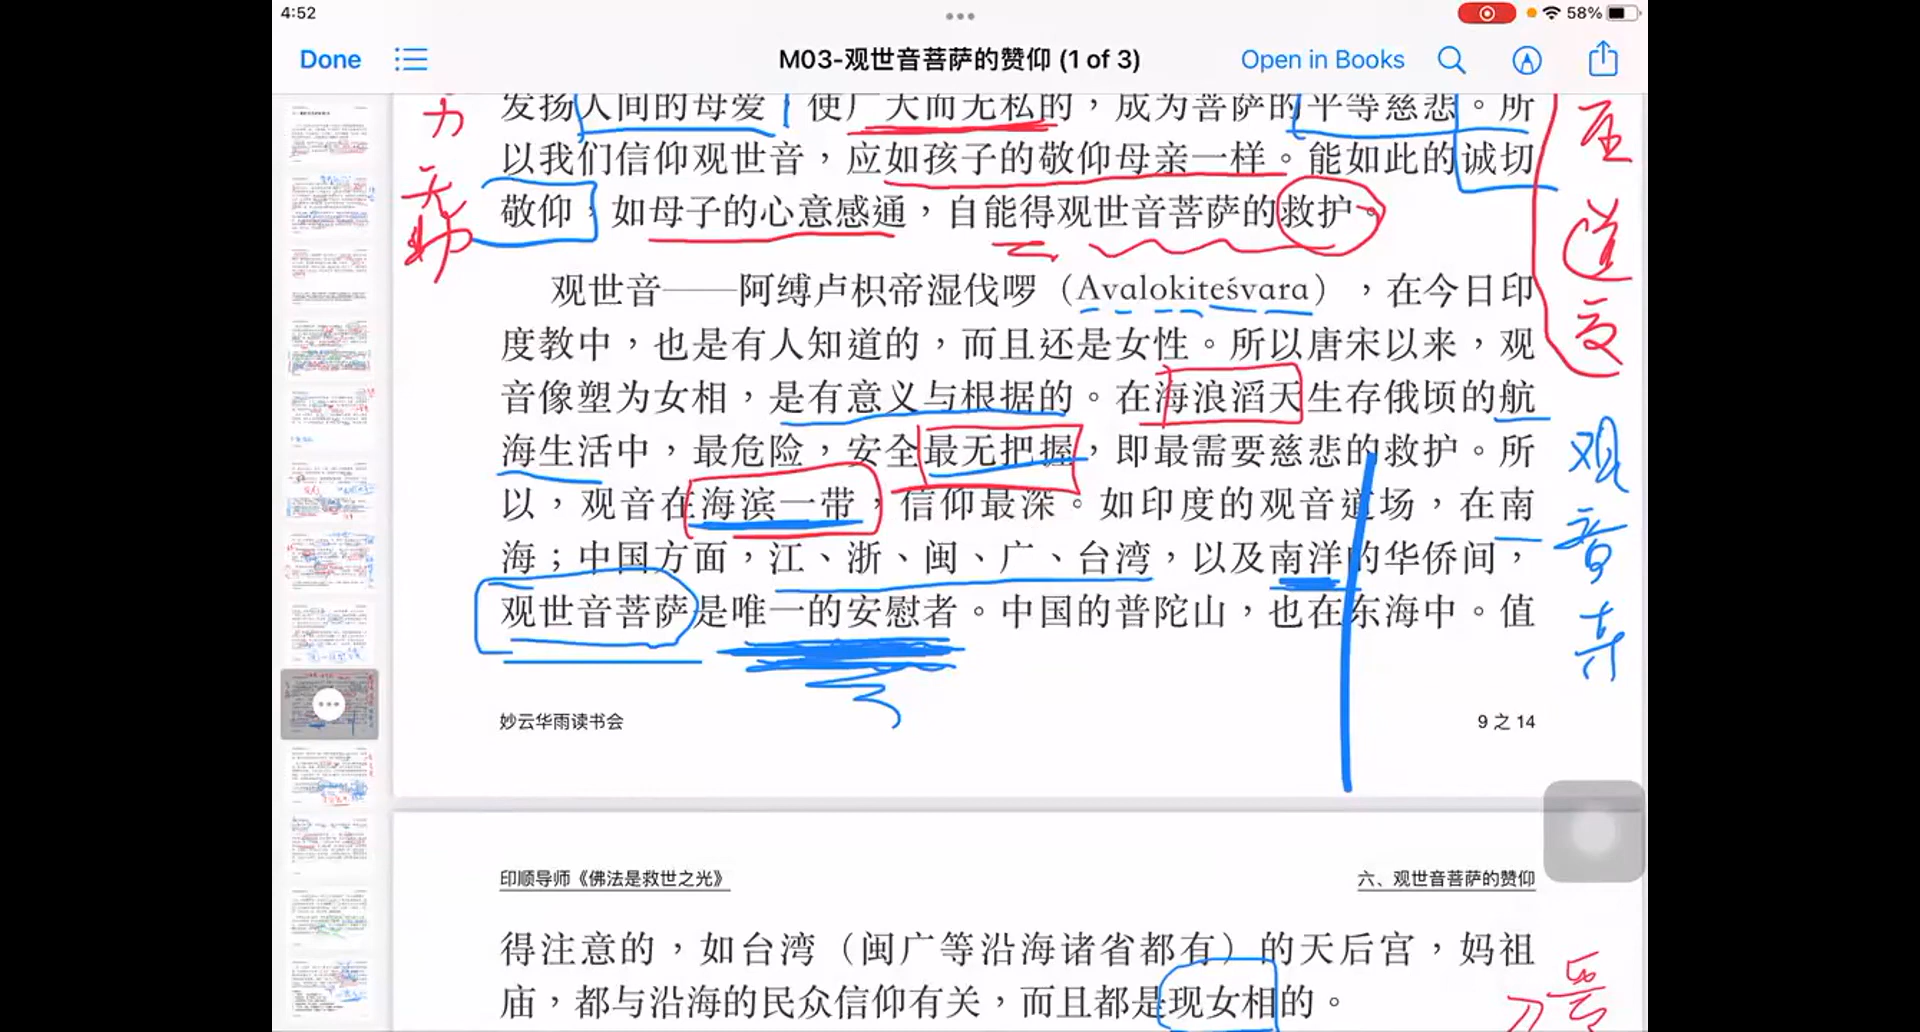 4:52
58%
Done
M03-观世音菩萨的赞仰 (1 of 3)
Open in Books
发扬人间的母爱，使广大而无私的，成为菩萨的平等慈悲。所
以我们信仰观世音，应如孩子的敬仰母亲一样。能如此的诚切
敬仰，如母子的心意感通，自能得观世音菩萨的救护。
观世音——阿缚卢枳帝湿伐啰（Avalokiteśvara），在今日印
度教中，也是有人知道的，而且还是女性。所以唐宋以来，观
音像塑为女相，是有意义与根据的。在海浪滔天生存俄顷的航
海生活中，最危险，安全最无把握，即最需要慈悲的救护。所
以，观音在海滨一带，信仰最深。如印度的观音道场，在南
海；中国方面，江、浙、闽、广、台湾，以及南洋的华侨间，
观世音菩萨是唯一的安慰者。中国的普陀山，也在东海中。值
妙云华雨读书会
9 之 14
力
道
观
音
印顺导师《佛法是救世之光》
六、观世音菩萨的赞仰
得注意的，如台湾（闽广等沿海诸省都有）的天后宫，妈祖
庙，都与沿海的民众信仰有关，而且都是现女相的。